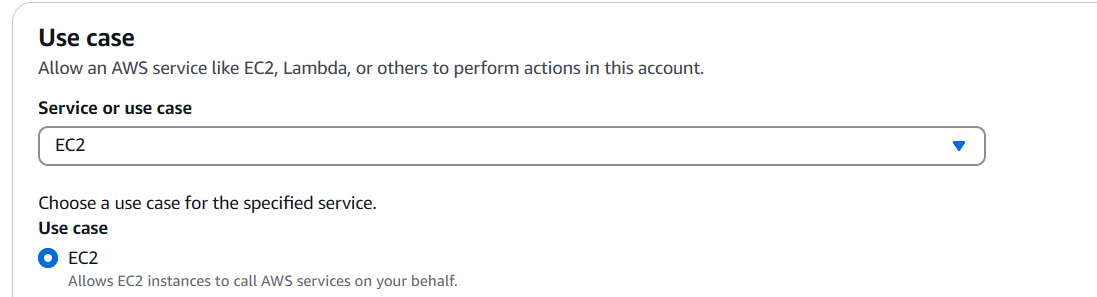 Use case
Allow an AWS service like EC2, Lambda, or others to perform actions in this account.
Service or use case
EC2
Choose a use case for the specified service.
Use case
EC2
Allows EC2 instances to call AWS services on your behalf.